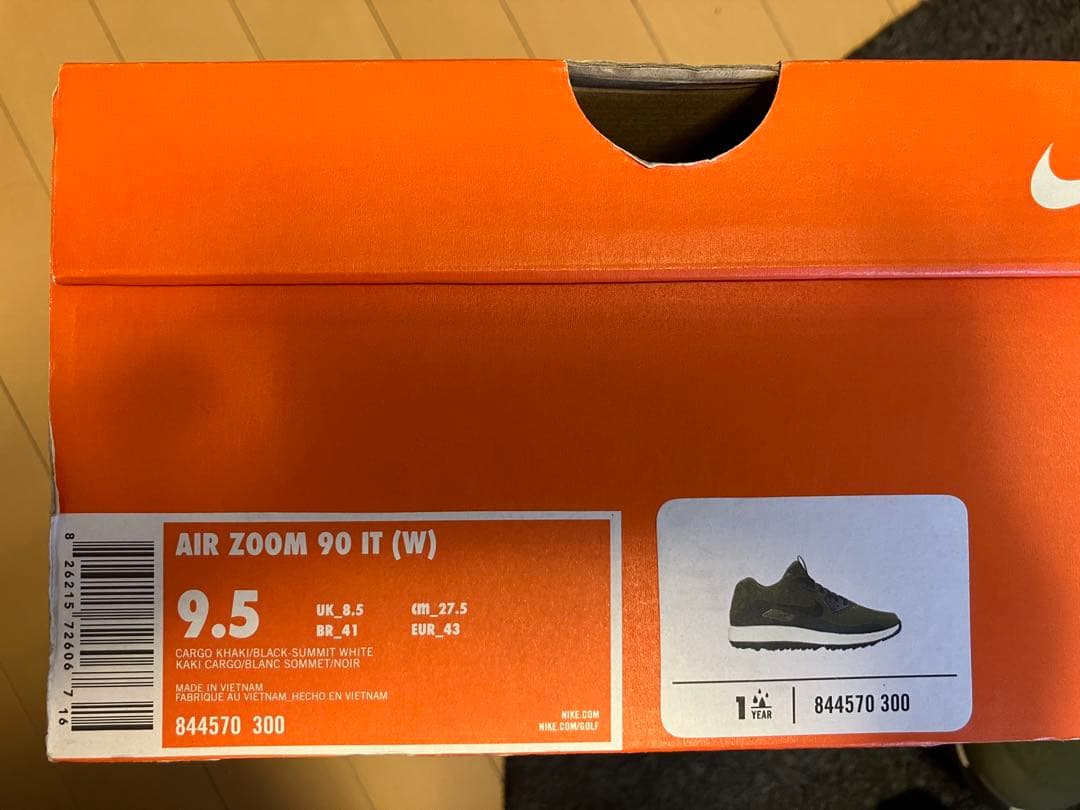 AIR ZOOM 90 IT (W)
9.5
UK_8.5 cm_27.5
BR_41 EUR_43
CARGO KHAKI/BLACK-SUMMIT WHITE
KAKI CARGO/BLANC SOMMET/NOIR
MADE IN VIETNAM
FABRIQUE AU VIETNAM_HECHO EN VIETNAM
844570 300
NIKE.COM
NIKE.COM/GOLF
8 26215 72606 7 16
1 YEAR 844570 300